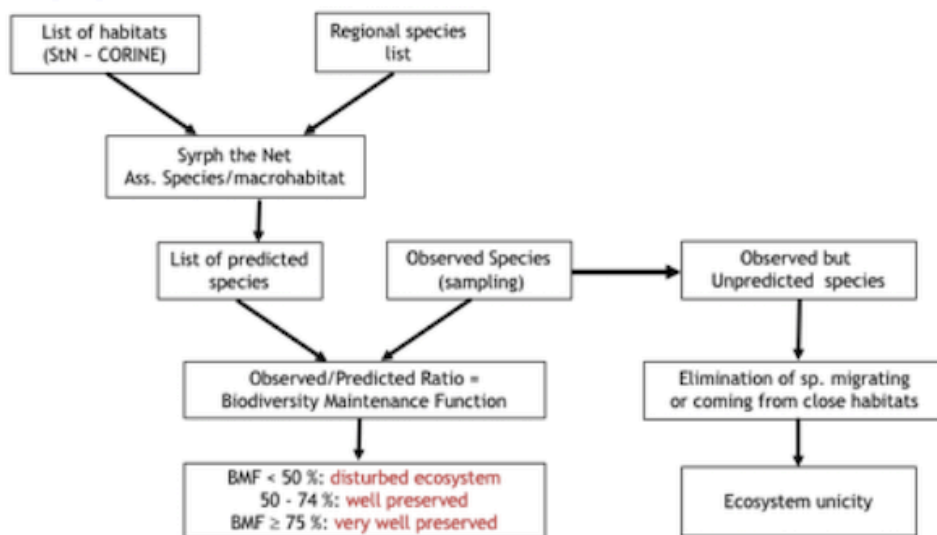 List of habitats
(StN - CORINE)
Regional species
list
Syrph the Net
Ass. Species/macrohabitat
List of predicted
species
Observed Species
(sampling)
Observed but
Unpredicted species
Observed/Predicted Ratio =
Biodiversity Maintenance Function
Elimination of sp. migrating
or coming from close habitats
BMF < 50 %: disturbed ecosystem
50 - 74 %: well preserved
BMF ≥ 75 %: very well preserved
Ecosystem unicity